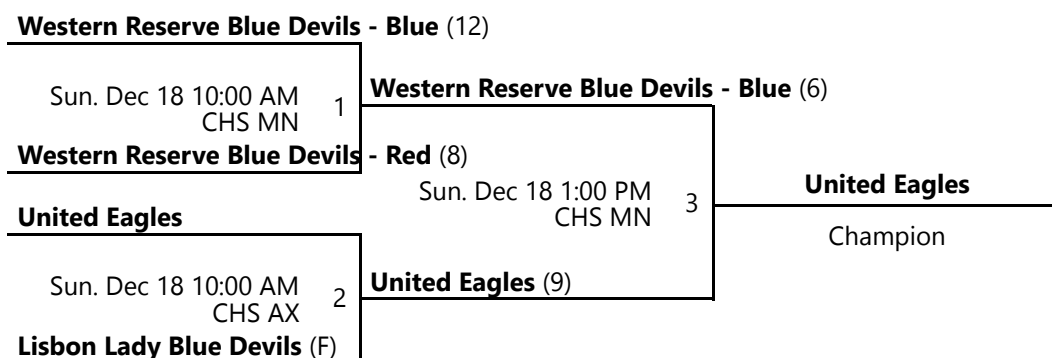 Western Reserve Blue Devils - Blue (12)
Sun. Dec 18 10:00 AM
CHS MN
1
Western Reserve Blue Devils - Blue (6)
Western Reserve Blue Devils - Red (8)
Sun. Dec 18 1:00 PM
CHS MN
3
United Eagles
Champion
United Eagles
Sun. Dec 18 10:00 AM
CHS AX
2
United Eagles (9)
Lisbon Lady Blue Devils (F)